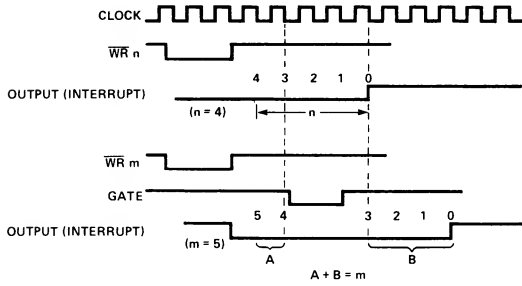 CLOCK
WR n
4 3 2 1 0
OUTPUT (INTERRUPT)
(n = 4) n
WR m
GATE
5 4 3 2 1 0
OUTPUT (INTERRUPT)
(m = 5)
A B
A + B = m